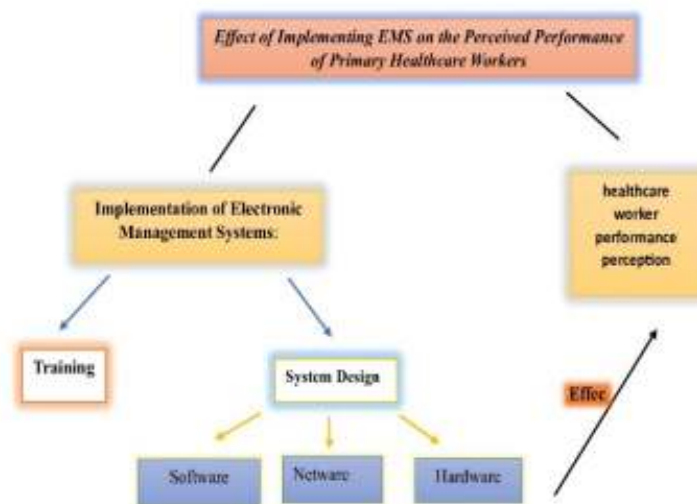 Effect of Implementing EMS on the Perceived Performance
of Primary Healthcare Workers
Implementation of Electronic
Management Systems:
healthcare
worker
performance
perception
Training
System Design
Effec
Software
Netware
Hardware